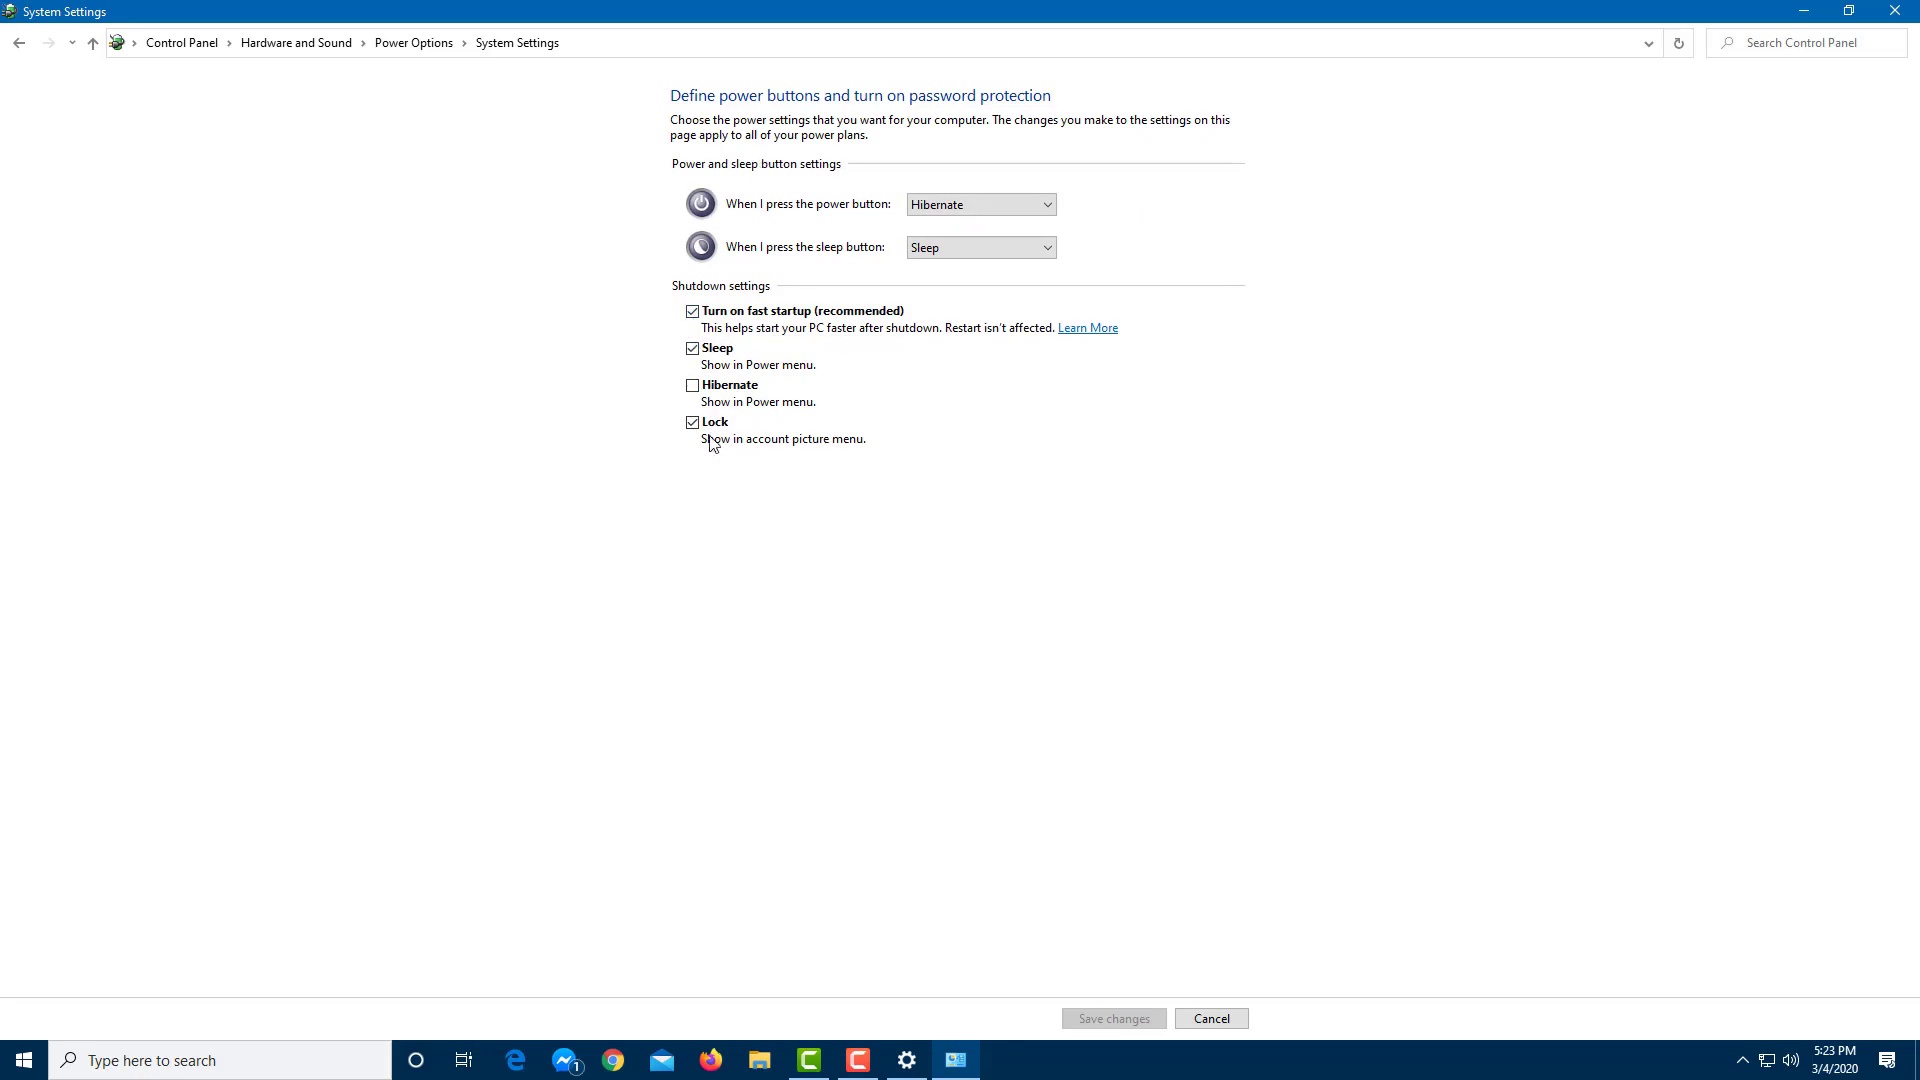 System Settings
Control Panel › Hardware and Sound › Power Options › System Settings
Search Control Panel
Define power buttons and turn on password protection
Choose the power settings that you want for your computer. The changes you make to the settings on this
page apply to all of your power plans.
Power and sleep button settings
When I press the power button: Hibernate
When I press the sleep button: Sleep
Shutdown settings
Turn on fast startup (recommended)
This helps start your PC faster after shutdown. Restart isn't affected. Learn More
Sleep
Show in Power menu.
Hibernate
Show in Power menu.
Lock
Show in account picture menu.
Save changes
Cancel
Type here to search
1
5:23 PM
3/4/2020